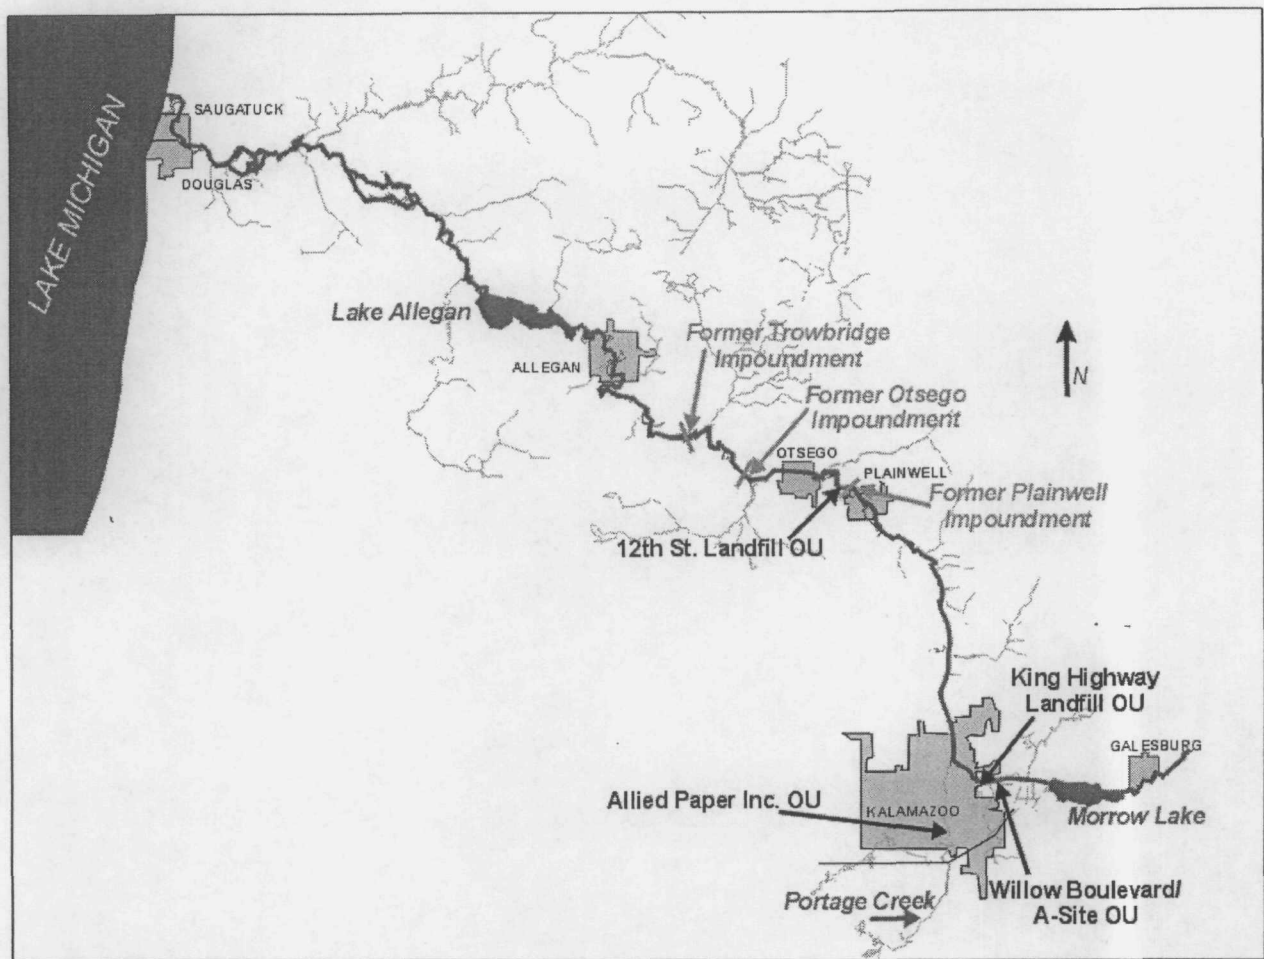 SAUGATUCK
LAKE MICHIGAN
DOUGLAS
Lake Allegan
Former Trowbridge
Impoundment
ALLEGAN
N
Former Otsego
Impoundment
OTSEGO
PLAINWELL
Former Plainwell
Impoundment
12th St. Landfill OU
King Highway
Landfill OU
GALESBURG
Allied Paper Inc. OU
KALAMAZOO
Morrow Lake
Willow Boulevard/
A-Site OU
Portage Creek